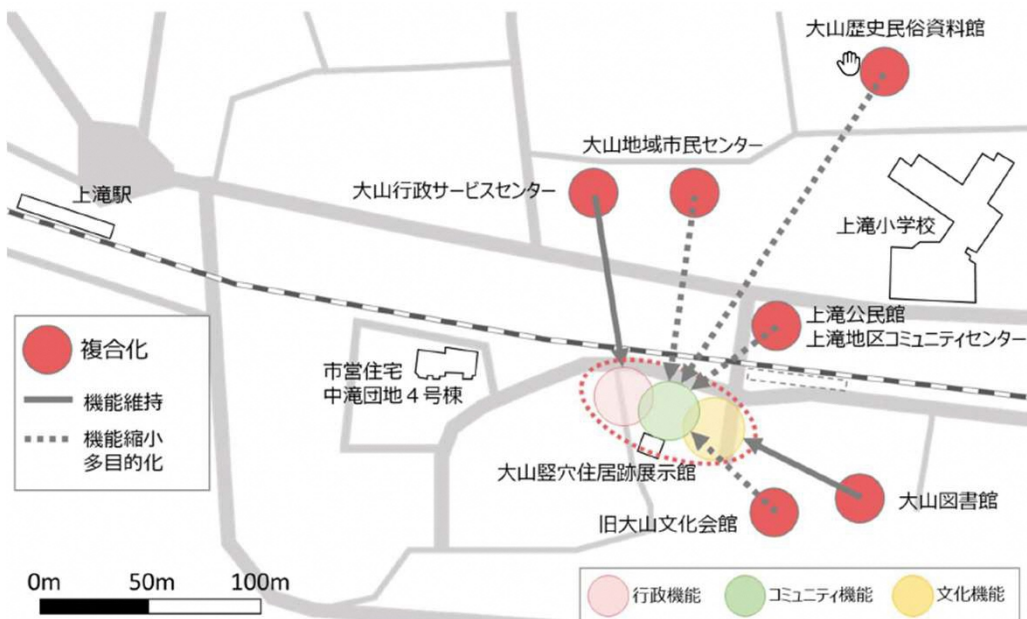 大山歴史民俗資料館
大山地域市民センター
大山行政サービスセンター
上滝駅
上滝小学校
上滝公民館
上滝地区コミュニティセンター
複合化
機能維持
機能縮小
多目的化
市営住宅
中滝団地４号棟
大山竪穴住居跡展示館
旧大山文化会館
大山図書館
0m 50m 100m
行政機能 コミュニティ機能 文化機能